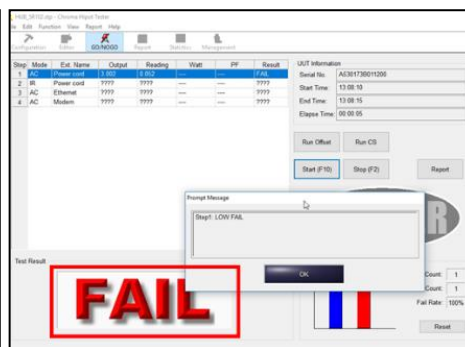 HUB_SR102.stp - Chroma Hipot Tester
File Edit Function View Report Help
Configuration Editor GO/NOGO Report Statistics Management
Step Mode Ext. Name Output Reading Watt PF Result
1 AC Power cord 3.002 0.052 ---- ---- FAIL
2 IR Power cord ???? ???? ---- ---- ????
3 AC Ethernet ???? ???? ---- ---- ????
4 AC Modem ???? ???? ---- ---- ????
UUT Information
Serial No.
Start Time: 13:08:10
End Time: 13:08:15
Elapse Time: 00:00:05
Run Offset Run CS
Start (F10) Stop (F2) Report
Prompt Message
Step1: LOW FAIL
OK
R
Test Result
FAIL
Count: 1
Count: 1
Fail Rate: 100%
Reset